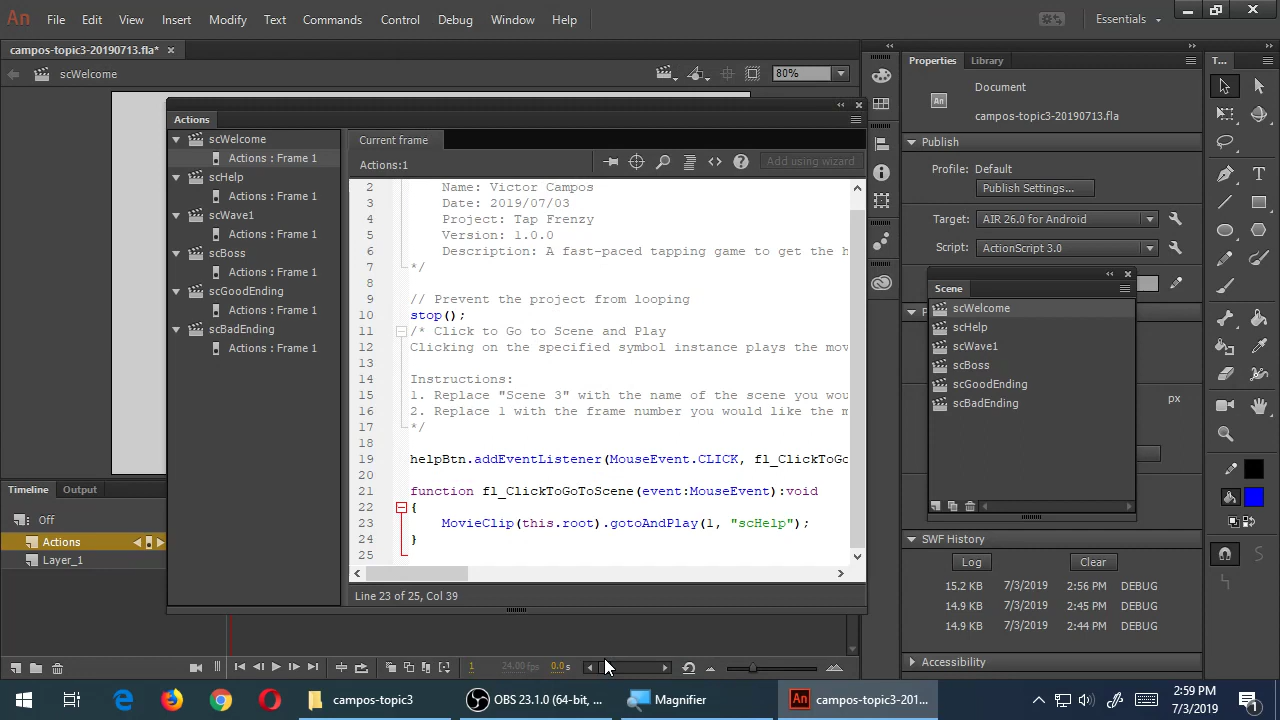 An File Edit View Insert Modify Text Commands Control Debug Window Help Essentials
campos-topic3-20190713.fla*
scWelcome 80%
Actions
scWelcome
Actions : Frame 1
scHelp
Actions : Frame 1
scWave1
Actions : Frame 1
scBoss
Actions : Frame 1
scGoodEnding
Actions : Frame 1
scBadEnding
Actions : Frame 1
Current frame
Actions:1 Add using wizard
2 Name: Victor Campos
3 Date: 2019/07/03
4 Project: Tap Frenzy
5 Version: 1.0.0
6 Description: A fast-paced tapping game to get the h
7 */
8
9 // Prevent the project from looping
10 stop();
11 /* Click to Go to Scene and Play
12 Clicking on the specified symbol instance plays the mov
13
14 Instructions:
15 1. Replace "Scene 3" with the name of the scene you wou
16 2. Replace 1 with the frame number you would like the m
17 */
18
19 helpBtn.addEventListener(MouseEvent.CLICK, fl_ClickToGo
20
21 function fl_ClickToGoToScene(event:MouseEvent):void
22 {
23 MovieClip(this.root).gotoAndPlay(1, "scHelp");
24 }
25
Line 23 of 25, Col 39
Properties Library T...
Document
An campos-topic3-20190713.fla
Publish
Profile: Default
Publish Settings...
Target: AIR 26.0 for Android
Script: ActionScript 3.0
Scene
scWelcome
scHelp
scWave1
scBoss
scGoodEnding
scBadEnding
P
px
SWF History
Log Clear
15.2 KB 7/3/2019 2:56 PM DEBUG
14.9 KB 7/3/2019 2:45 PM DEBUG
14.9 KB 7/3/2019 2:44 PM DEBUG
Accessibility
Timeline Output
Off
Actions
Layer_1
1 24.00 fps 0.0 s
campos-topic3 OBS 23.1.0 (64-bit, ... Magnifier An campos-topic3-201... 2:59 PM
7/3/2019 1